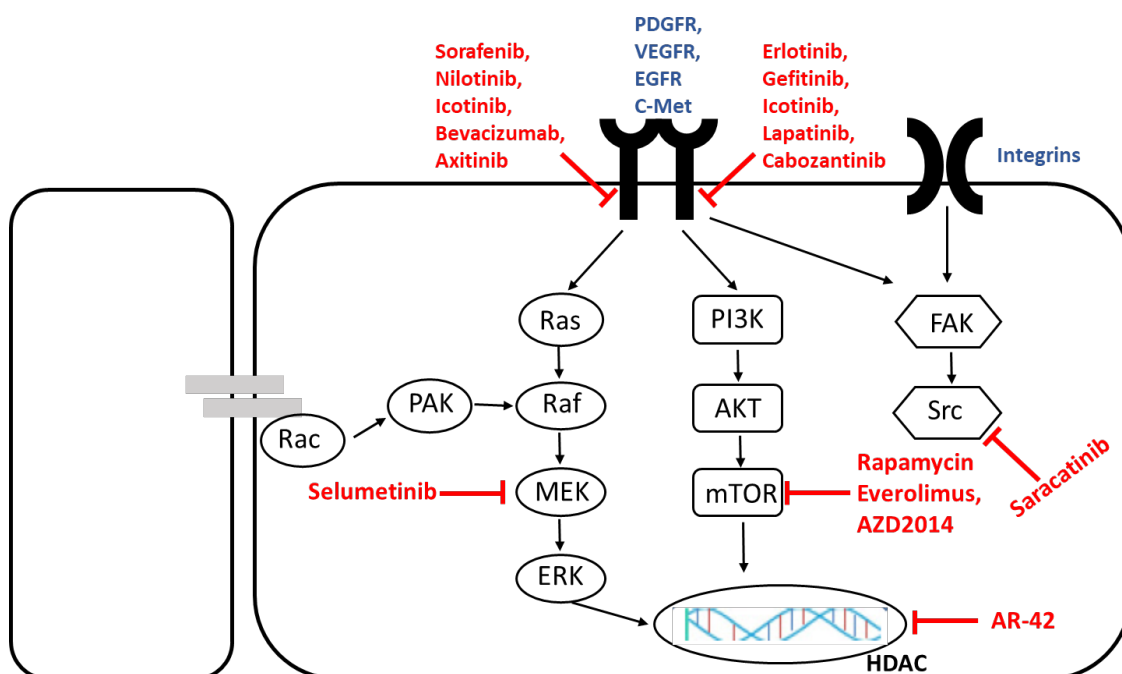 PDGFR,
VEGFR,
EGFR
C-Met
Sorafenib,
Nilotinib,
Icotinib,
Bevacizumab,
Axitinib
Erlotinib,
Gefitinib,
Icotinib,
Lapatinib,
Cabozantinib
Integrins
Ras
PI3K
FAK
Rac
PAK
Raf
AKT
Src
Selumetinib
MEK
mTOR
Rapamycin
Everolimus,
AZD2014
Saracatinib
ERK
AR-42
HDAC